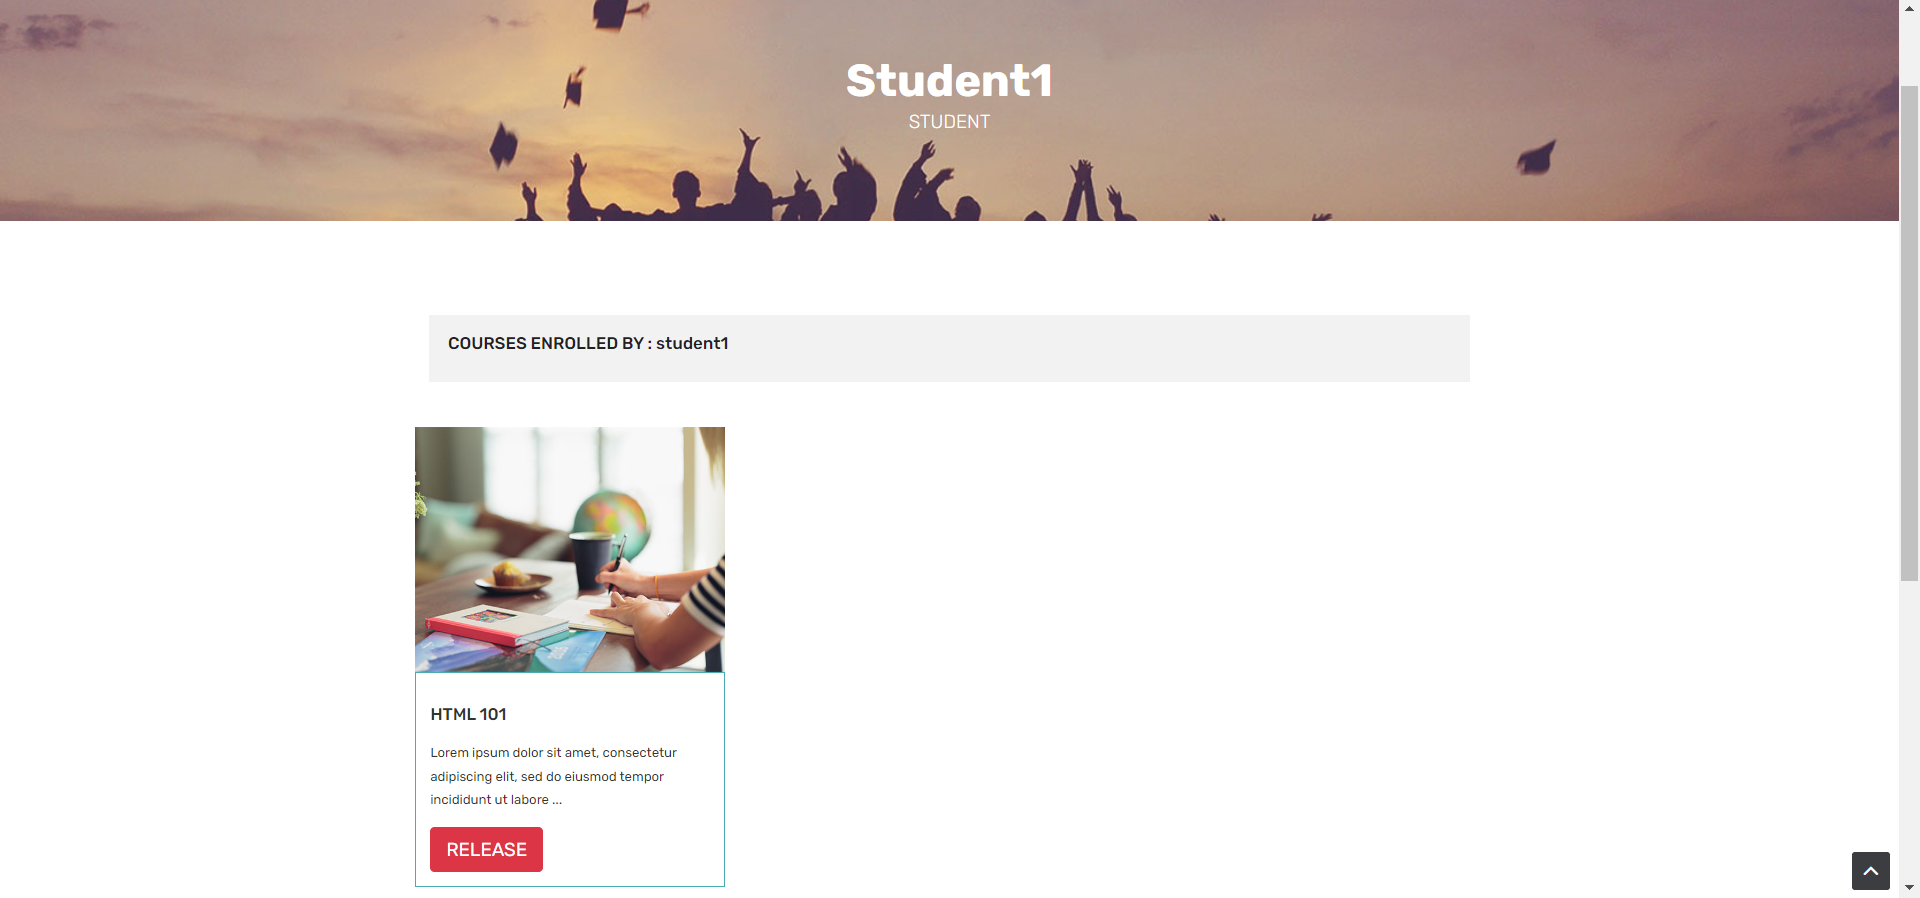 Student1
STUDENT
COURSES ENROLLED BY : student1
HTML 101
Lorem ipsum dolor sit amet, consectetur
adipiscing elit, sed do eiusmod tempor
incididunt ut labore ...
RELEASE